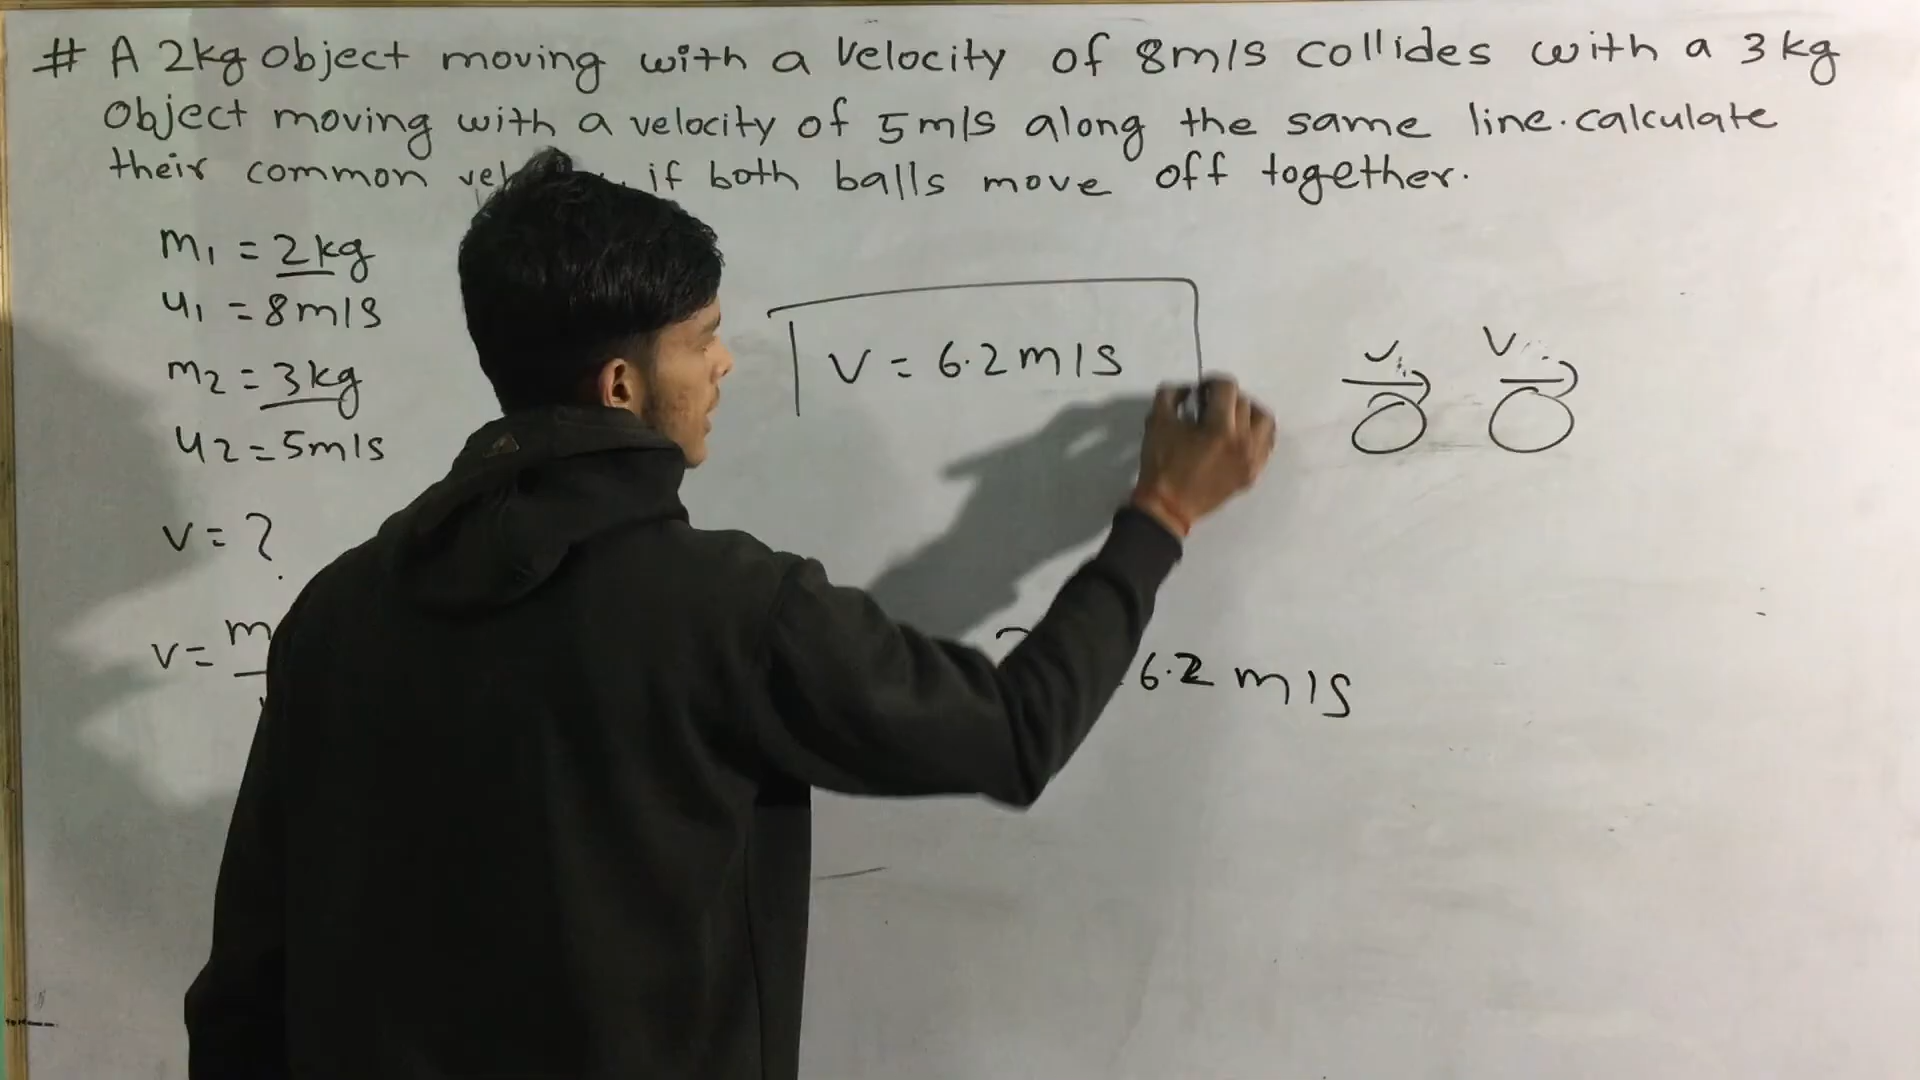 # A 2kg object moving with a velocity of 8m/s collides with a 3kg
object moving with a velocity of 5m/s along the same line. calculate
their common if both balls move off together.
m1 = 2kg
u1 = 8m/s
m2 = 3kg
u2 = 5m/s
v = ?
v = m
v = 6.2 m/s
V V
6.2 m/s